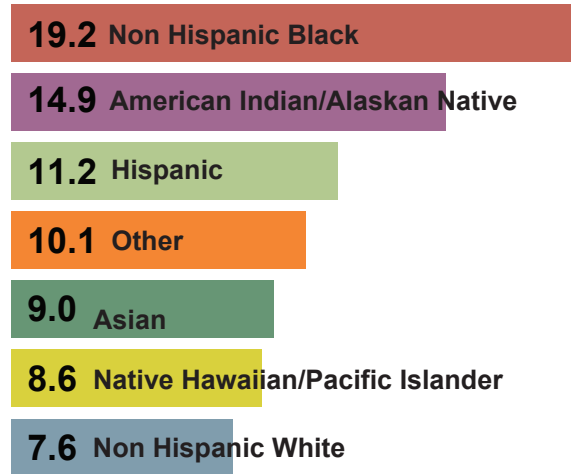 19.2 Non Hispanic Black
14.9 American Indian/Alaskan Native
11.2 Hispanic
10.1 Other
9.0 Asian
8.6 Native Hawaiian/Pacific Islander
7.6 Non Hispanic White